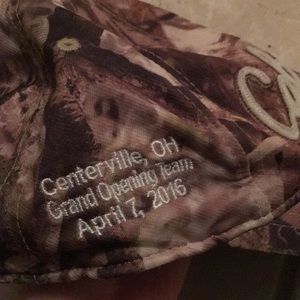 Centerville, OH
Grand Opening Team
April 7, 2016